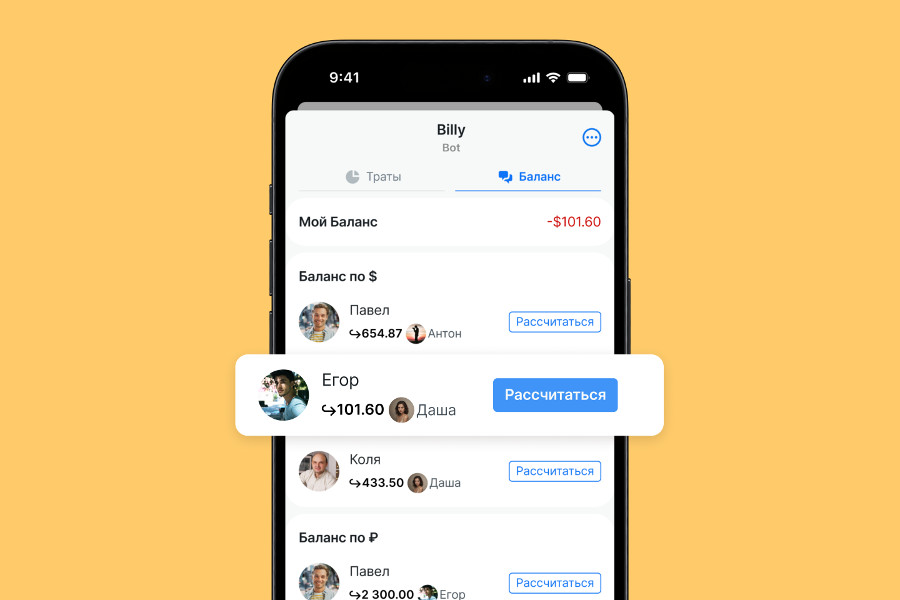 9:41
Billy
Bot
Траты
Баланс
Мой Баланс
-$101.60
Баланс по $
Павел
654.87 Антон
Рассчитаться
Егор
101.60 Даша
Рассчитаться
Коля
433.50 Даша
Рассчитаться
Баланс по ₽
Павел
2 300.00 Егор
Рассчитаться